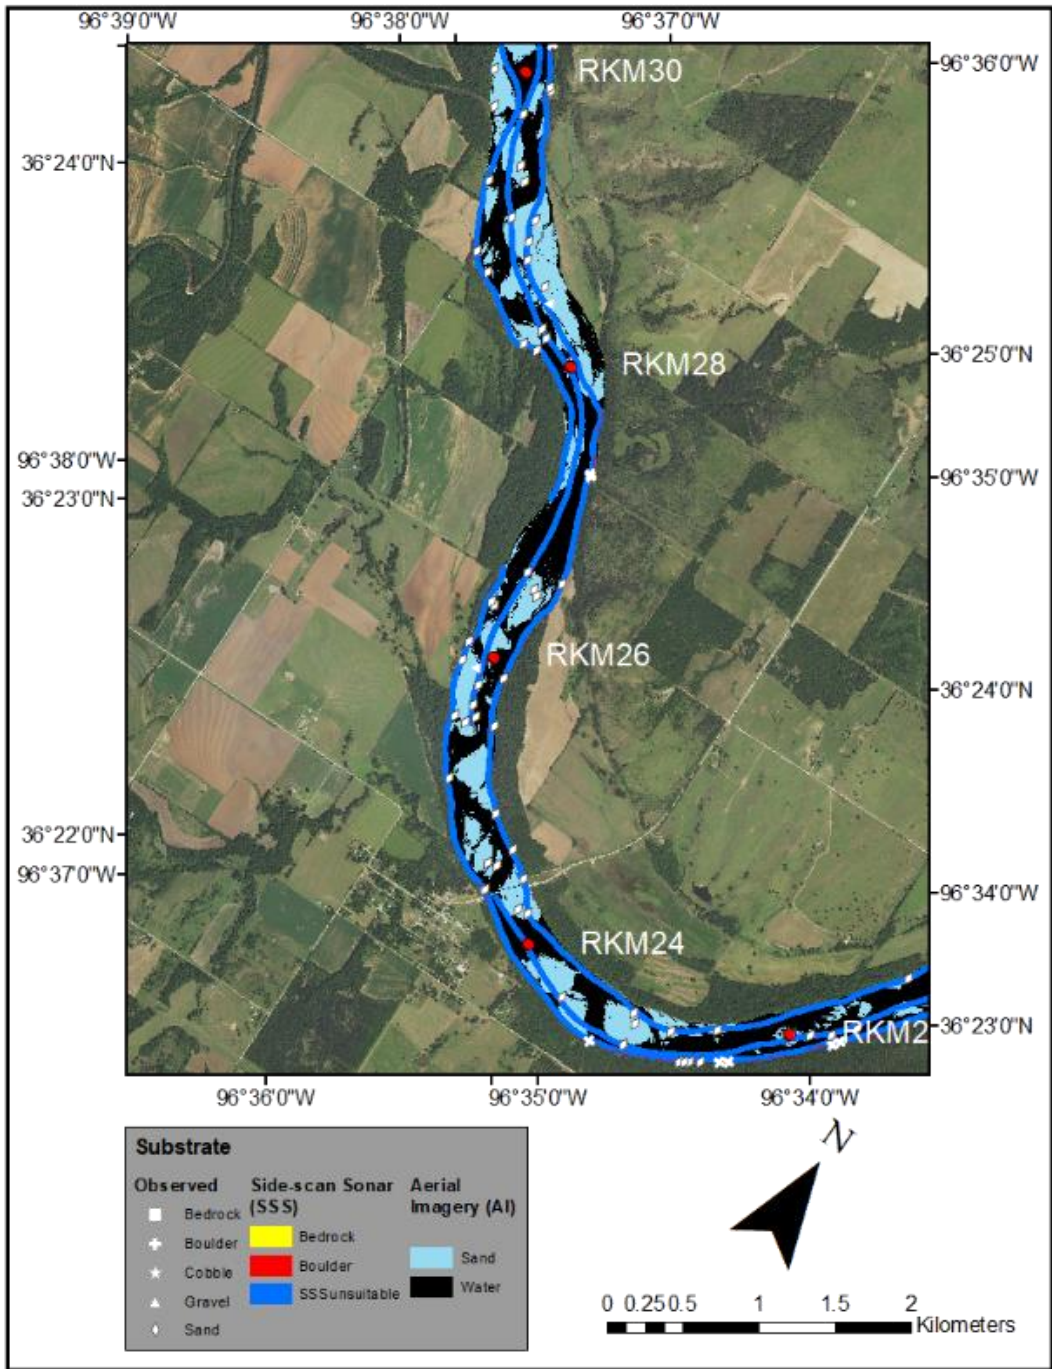 96°39'0"W 96°38'0"W 96°37'0"W
RKM30
96°36'0"W
36°24'0"N
36°25'0"N
RKM28
96°38'0"W
96°35'0"W
36°23'0"N
RKM26
36°24'0"N
36°22'0"N
96°37'0"W
96°34'0"W
RKM24
36°23'0"N
RKM2
96°36'0"W 96°35'0"W 96°34'0"W
N
Substrate
Observed
Bedrock
Boulder
Cobble
Gravel
Sand
Side-scan Sonar
(SSS)
Bedrock
Boulder
SSSunsuitable
Aerial
Imagery (AI)
Sand
Water
0 0.25 0.5 1 1.5 2
Kilometers